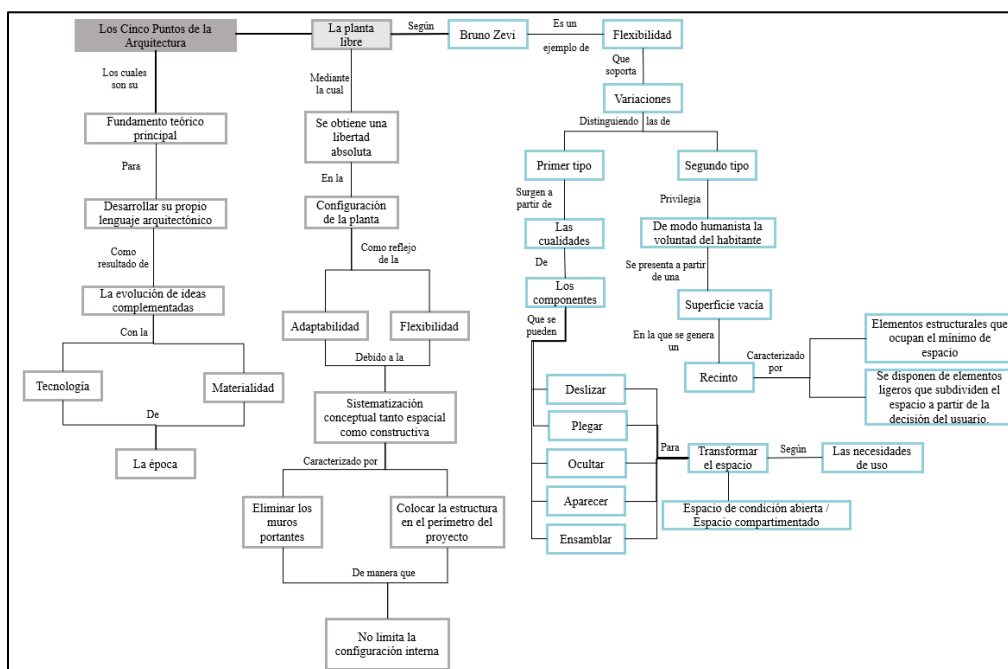 Los Cinco Puntos de la
Arquitectura
La planta
libre
Según
Bruno Zevi
Es un
ejemplo de
Flexibilidad
Los cuales
son su
Fundamento teórico
principal
Para
Desarrollar su propio
lenguaje arquitectónico
Como
resultado de
La evolución de ideas
complementadas
Con la
Tecnología
Materialidad
De
La época
Mediante
la cual
Se obtiene una
libertad
absoluta
En la
Configuración
de la planta
Como reflejo
de la
Adaptabilidad
Flexibilidad
Debido a la
Sistematización
conceptual tanto espacial
como constructiva
Caracterizado por
Eliminar los
muros
portantes
Colocar la estructura
en el perímetro del
proyecto
De manera que
No limita la
configuración interna
Que
soporta
Variaciones
Distinguiendo las de
Primer tipo
Segundo tipo
Surgen a
partir de
Las
cualidades
De
Los
componentes
Que se
pueden
Deslizar
Plegar
Ocultar
Aparecer
Ensamblar
Para
Transformar
el espacio
Según
Las necesidades
de uso
Espacio de condición abierta /
Espacio compartimentado
Privilegia
De modo humanista la
voluntad del habitante
Se presenta a partir
de una
Superficie vacía
En la que se genera
un
Recinto
Caracterizado
por
Elementos estructurales que
ocupan el mínimo de
espacio
Se disponen de elementos
ligeros que subdividen el
espacio a partir de la
decisión del usuario.